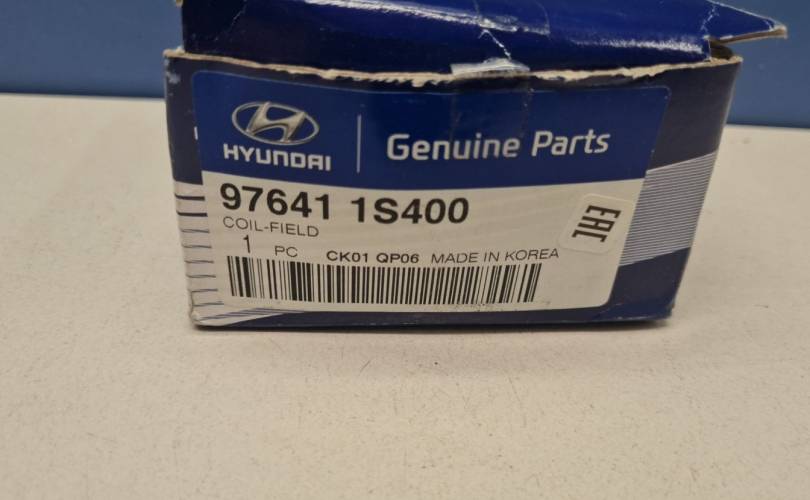 HYUNDAI
Genuine Parts
97641 1S400
COIL-FIELD
1 PC CK01 QP06 MADE IN KOREA
EAC